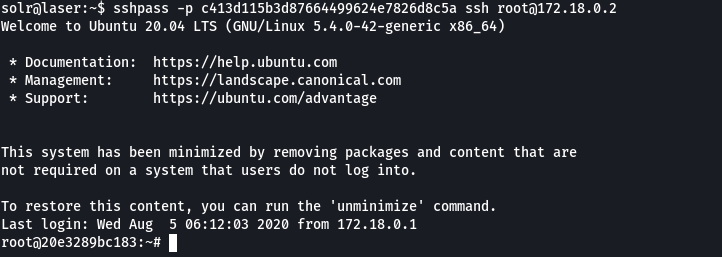 solr@laser:~$ sshpass -p c413d115b3d87664499624e7826d8c5a ssh root@172.18.0.2
Welcome to Ubuntu 20.04 LTS (GNU/Linux 5.4.0-42-generic x86_64)
* Documentation:  https://help.ubuntu.com
* Management:     https://landscape.canonical.com
* Support:        https://ubuntu.com/advantage
This system has been minimized by removing packages and content that are
not required on a system that users do not log into.
To restore this content, you can run the 'unminimize' command.
Last login: Wed Aug  5 06:12:03 2020 from 172.18.0.1
root@20e3289bc183:~#